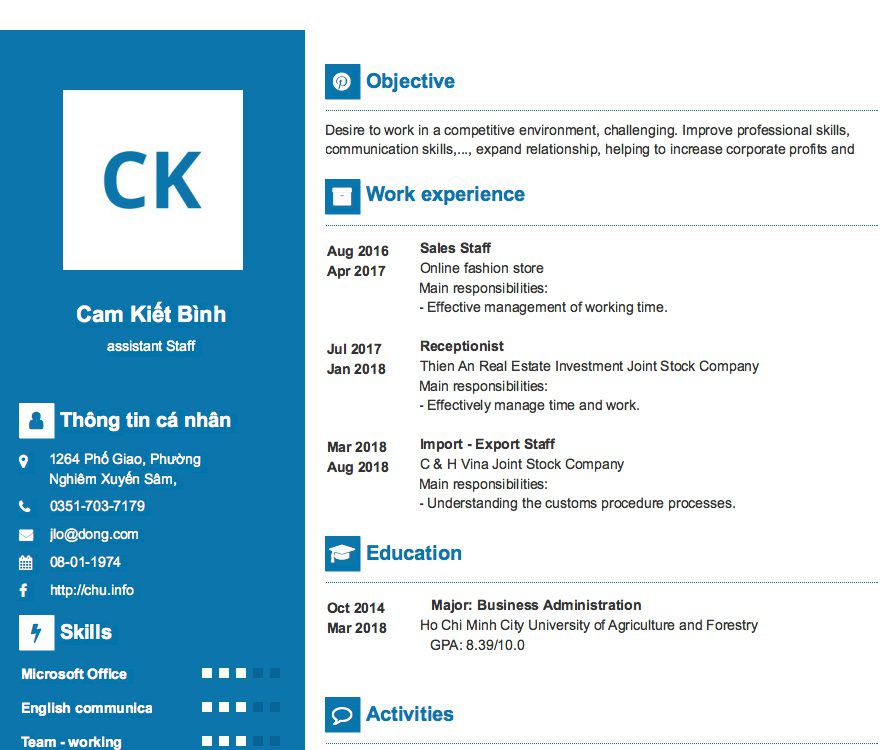 CK
Cam Kiết Bình
assistant Staff
Thông tin cá nhân
1264 Phố Giao, Phường
Nghiêm Xuyến Sâm,
0351-703-7179
jlo@dong.com
08-01-1974
http://chu.info
Skills
Microsoft Office
English communica
Team - working
Objective
Desire to work in a competitive environment, challenging. Improve professional skills,
communication skills,..., expand relationship, helping to increase corporate profits and
Work experience
Aug 2016
Apr 2017
Sales Staff
Online fashion store
Main responsibilities:
- Effective management of working time.
Jul 2017
Jan 2018
Receptionist
Thien An Real Estate Investment Joint Stock Company
Main responsibilities:
- Effectively manage time and work.
Mar 2018
Aug 2018
Import - Export Staff
C & H Vina Joint Stock Company
Main responsibilities:
- Understanding the customs procedure processes.
Education
Oct 2014
Mar 2018
Major: Business Administration
Ho Chi Minh City University of Agriculture and Forestry
GPA: 8.39/10.0
Activities